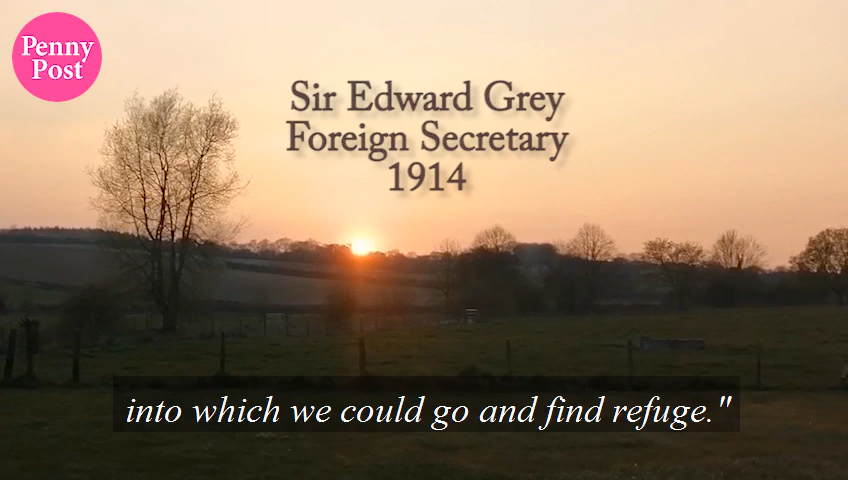 Penny
Post
Sir Edward Grey
Foreign Secretary
1914
into which we could go and find refuge."